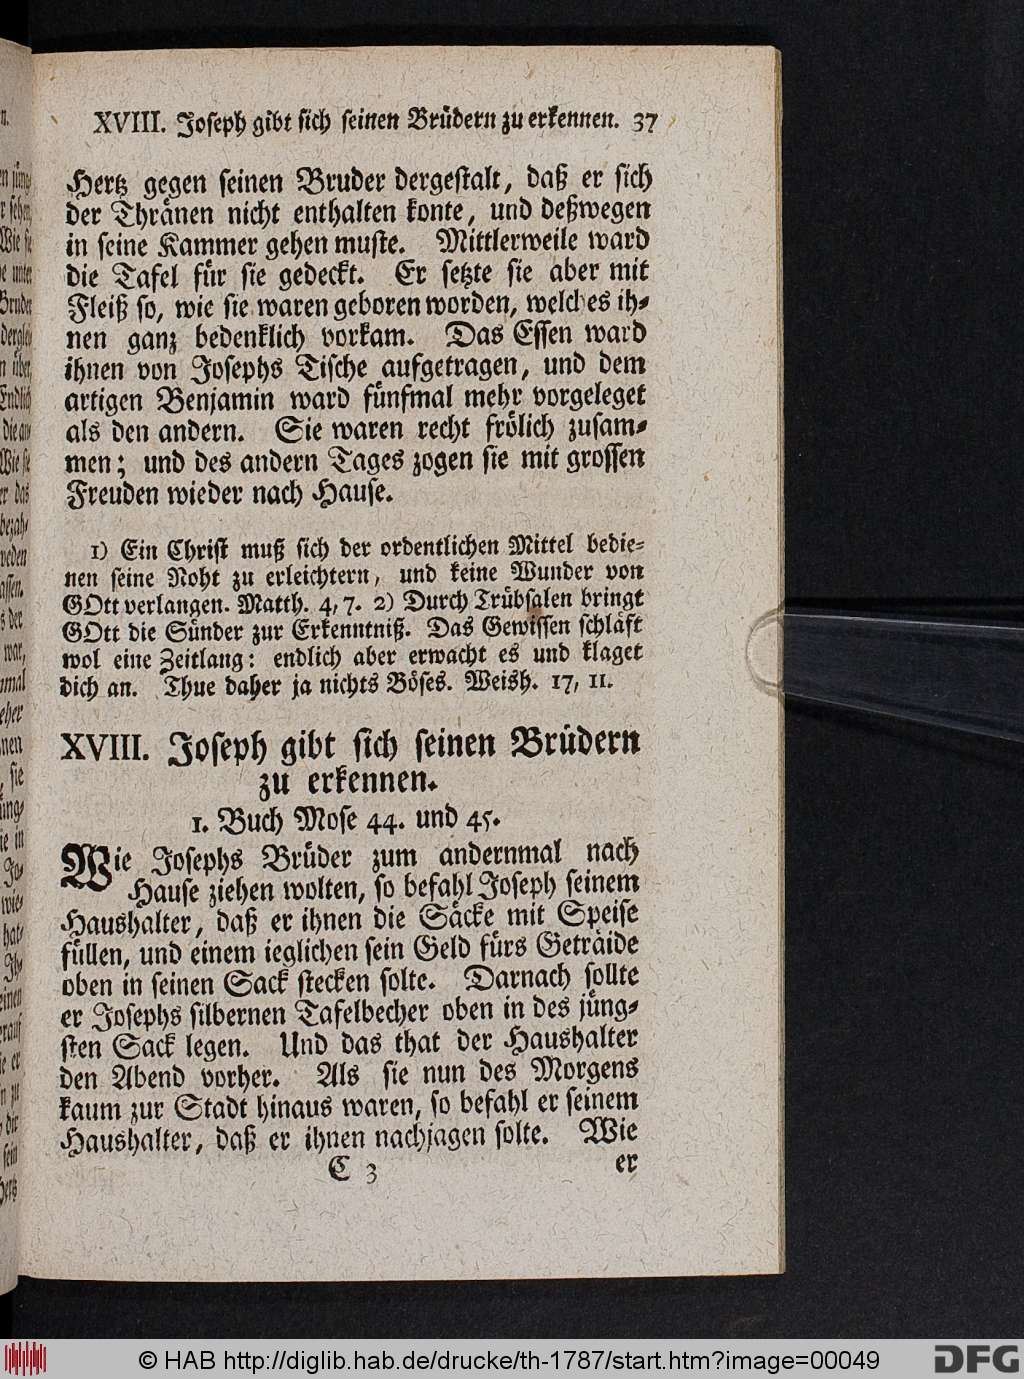 XVIII. Joseph gibt sich seinen Brüdern zu erkennen. 37
Hertz gegen seinen Bruder dergestalt, daß er sich
der Thränen nicht enthalten konte, und deßwegen
in seine Kammer gehen muste. Mittlerweile ward
die Tafel für sie gedeckt. Er setzte sie aber mit
Fleiß so, wie sie waren geboren worden, welches ih-
nen ganz bedenklich vorkam. Das Essen ward
ihnen von Josephs Tische aufgetragen, und dem
artigen Benjamin ward fünfmal mehr vorgeleget
als den andern. Sie waren recht frölich zusam-
men; und des andern Tages zogen sie mit grossen
Freuden wieder nach Hause.
1) Ein Christ muß sich der ordentlichen Mittel bedie-
nen seine Noht zu erleichtern, und keine Wunder von
GOtt verlangen. Matth. 4, 7. 2) Durch Trübsalen bringt
GOtt die Sünder zur Erkenntniß. Das Gewissen schläft
wol eine Zeitlang: endlich aber erwacht es und klaget
dich an. Thue daher ja nichts Böses. Weish. 17, 11.
XVIII. Joseph gibt sich seinen Brüdern
zu erkennen.
1. Buch Mose 44. und 45.
Wie Josephs Brüder zum andernmal nach
Hause ziehen wolten, so befahl Joseph seinem
Haushalter, daß er ihnen die Säcke mit Speise
füllen, und einem ieglichen sein Geld fürs Geträide
oben in seinen Sack stecken solte. Darnach sollte
er Josephs silbernen Tafelbecher oben in des jüng-
sten Sack legen. Und das that der Haushalter
den Abend vorher. Als sie nun des Morgens
kaum zur Stadt hinaus waren, so befahl er seinem
Haushalter, daß er ihnen nachjagen solte. Wie
C 3 er
© HAB http://diglib.hab.de/drucke/th-1787/start.htm?image=00049
DFG